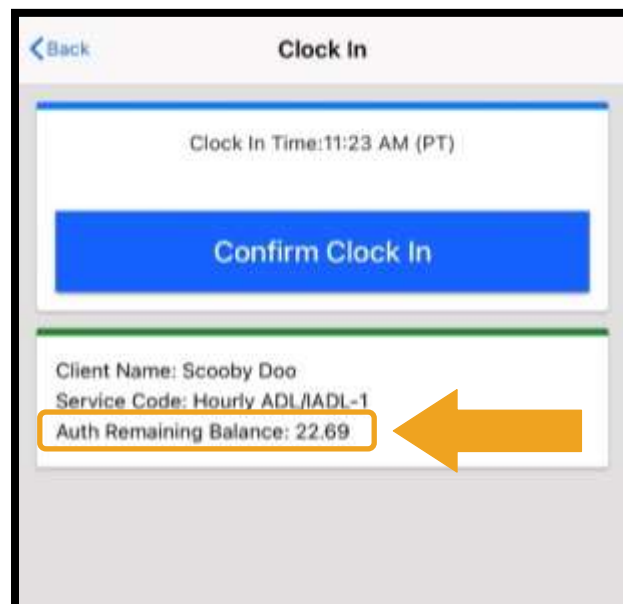 Back
Clock In
Clock In Time:11:23 AM (PT)
Confirm Clock In
Client Name: Scooby Doo
Service Code: Hourly ADL/IADL-1
Auth Remaining Balance: 22.69